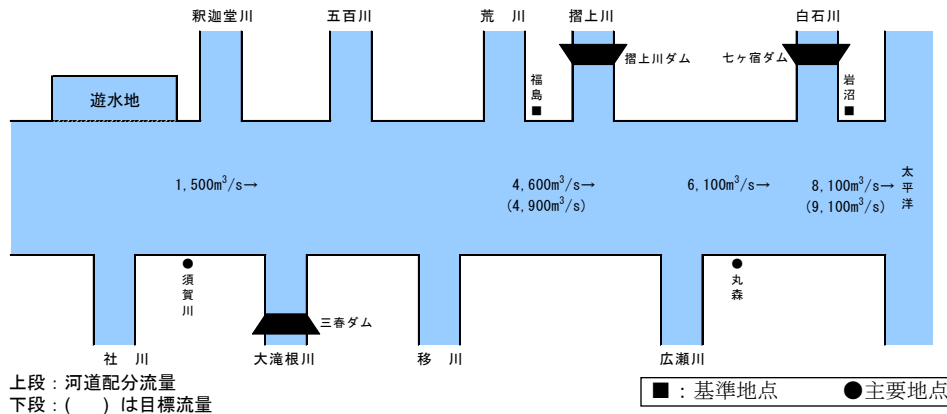 釈迦堂川
五百川
荒　川
摺上川
白石川
摺上川ダム
七ヶ宿ダム
遊水地
福島
■
岩沼
■
1,500m³/s→
4,600m³/s→
(4,900m³/s)
6,100m³/s→
8,100m³/s→
(9,100m³/s)
太平洋
●
須賀川
●
丸森
三春ダム
社　川
大滝根川
移　川
広瀬川
上段：河道配分流量
下段：(　　) は目標流量
■：基準地点　●主要地点